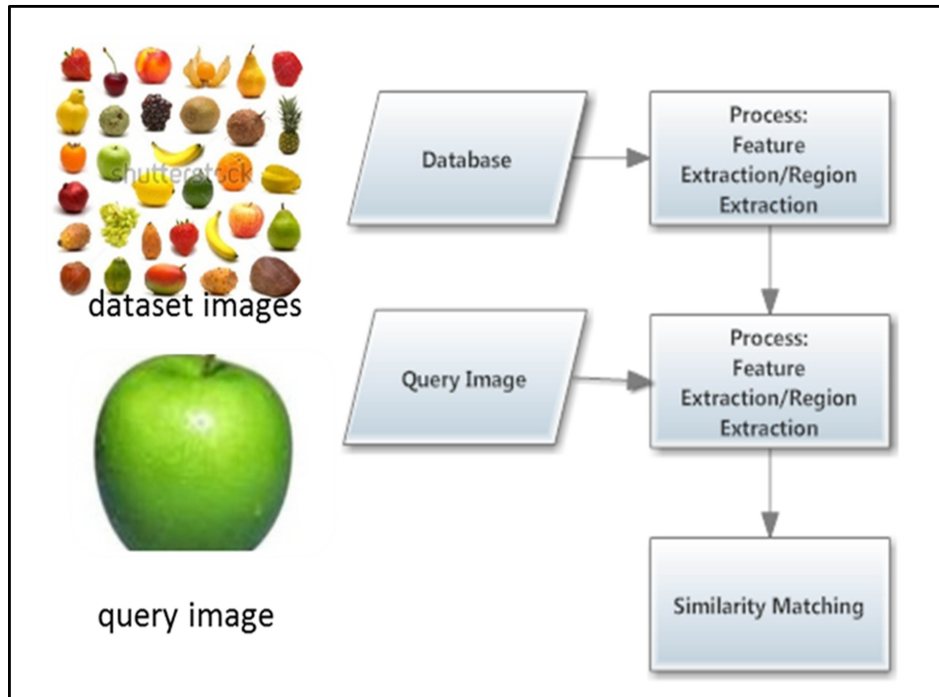 shutterstock
dataset images
query image
Database
Process:
Feature
Extraction/Region
Extraction
Query Image
Process:
Feature
Extraction/Region
Extraction
Similarity Matching